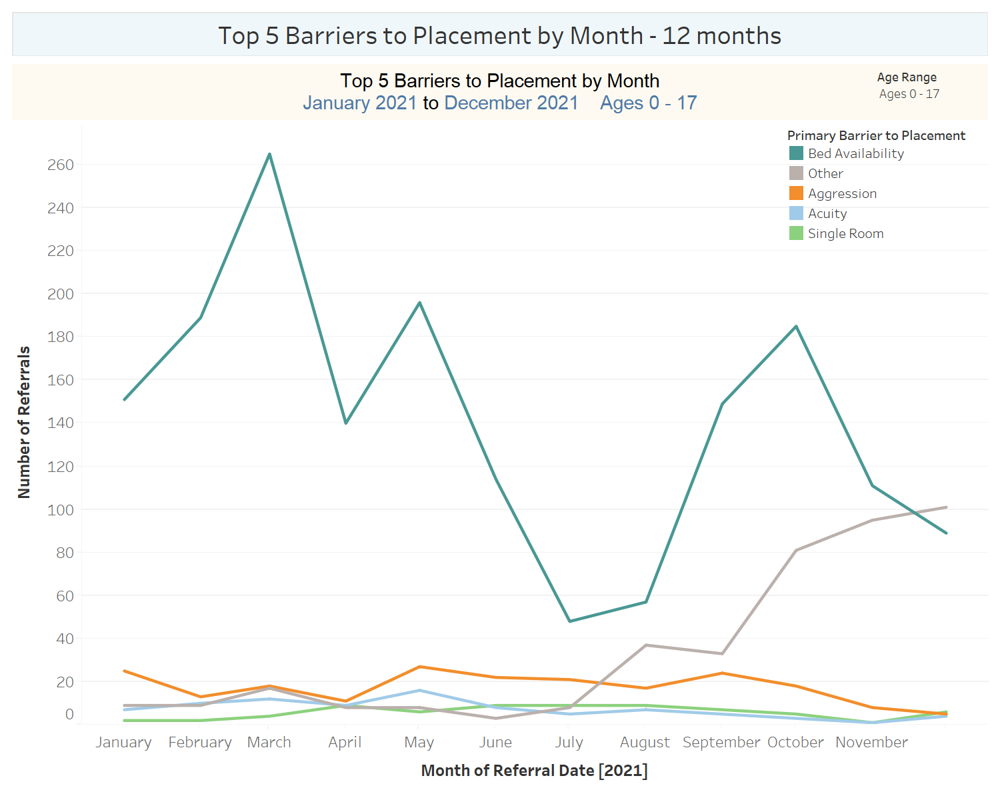 Top 5 Barriers to Placement by Month - 12 months
Top 5 Barriers to Placement by Month
January 2021 to December 2021 Ages 0 - 17
Age Range
Ages 0 - 17
Primary Barrier to Placement
Bed Availability
Other
Aggression
Acuity
Single Room
Number of Referrals
260
240
220
200
180
160
140
120
100
80
60
40
20
0
January February March April May June July August September October November
Month of Referral Date [2021]